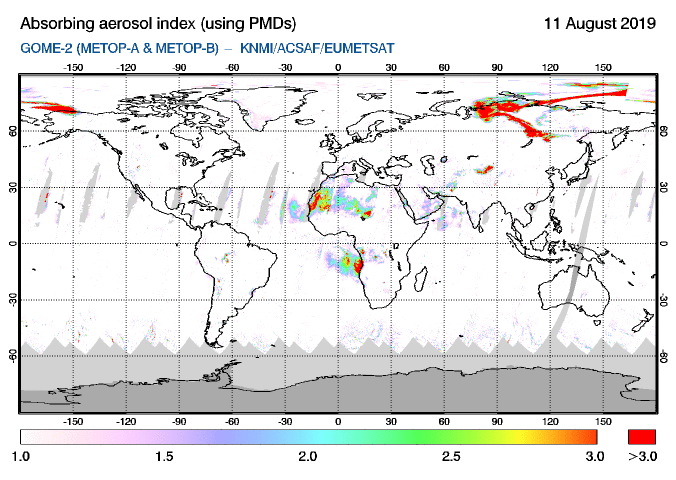 Absorbing aerosol index (using PMDs) 11 August 2019
GOME-2 (METOP-A & METOP-B) – KNMI/ACSAF/EUMETSAT
-150 -120 -90 -60 -30 0 30 60 90 120 150
60 60
30 30
0 0
-30 -30
-60 -60
-150 -120 -90 -60 -30 0 30 60 90 120 150
1.0 1.5 2.0 2.5 3.0 >3.0